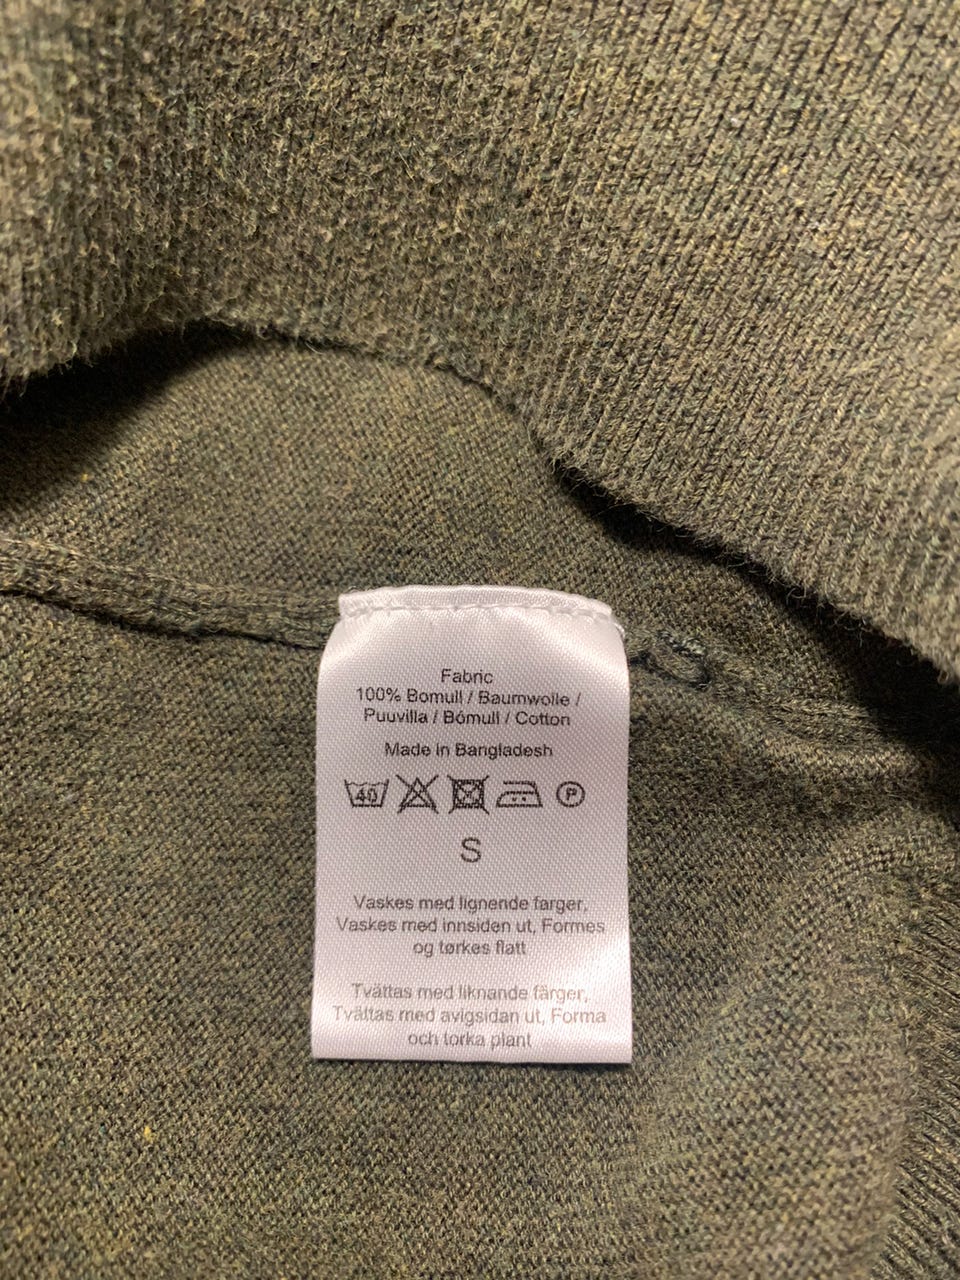 Fabric
100% Bomull / Baumwolle /
Puuvilla / Bómull / Cotton
Made in Bangladesh
40 P
S
Vaskes med lignende farger,
Vaskes med innsiden ut, Formes
og tørkes flatt
Tvättas med liknande färger,
Tvättas med avigsidan ut, Forma
och torka plant